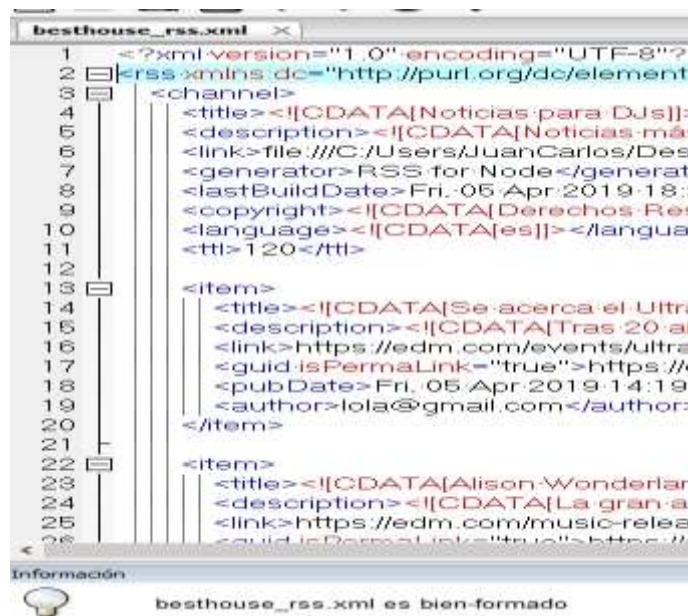 besthouse_rss.xml
1 <?xml version="1.0" encoding="UTF-8"?
2 <rss xmlns:dc="http://purl.org/dc/element
3 <channel>
4 <title><![CDATA[Noticias para DJs]]>
5 <description><![CDATA[Noticias má
6 <link>file:///C:/Users/JuanCarlos/Des
7 <generator>RSS for Node</generat
8 <lastBuildDate>Fri, 05 Apr 2019 18:
9 <copyright><![CDATA[Derechos Res
10 <language><![CDATA[es]]></langua
11 <ttl>120</ttl>
12
13 <item>
14 <title><![CDATA[Se acerca el Ultra
15 <description><![CDATA[Tras 20 a
16 <link>https://edm.com/events/ultra
17 <guid isPermaLink="true">https://
18 <pubDate>Fri, 05 Apr 2019 14:19
19 <author>lola@gmail.com</author>
20 </item>
21
22 <item>
23 <title><![CDATA[Alison Wonderlan
24 <description><![CDATA[La gran a
25 <link>https://edm.com/music-relea
26 <guid isPermaLink="true">https://
Información
besthouse_rss.xml es bien-formado